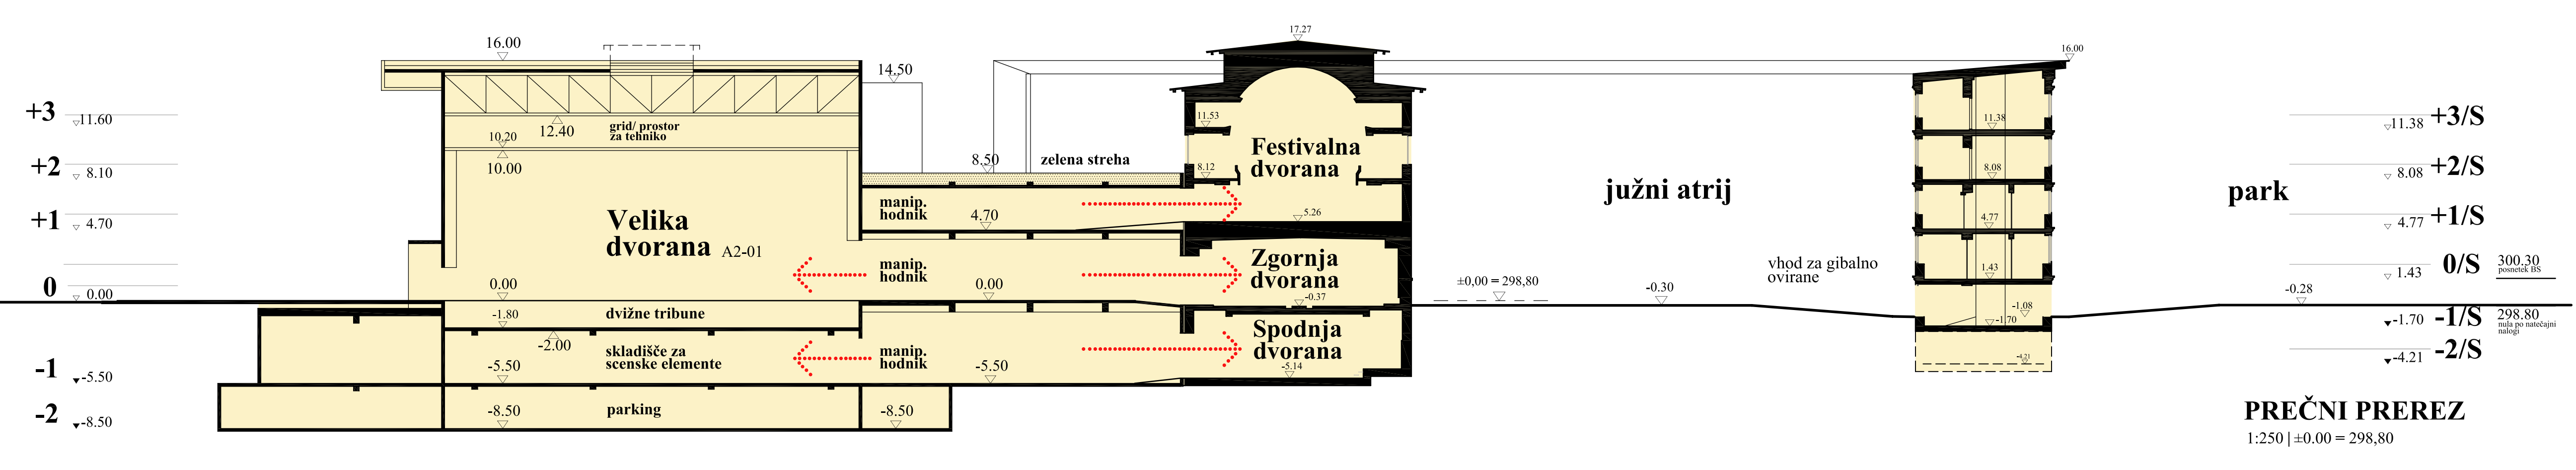 +3
11.60
+2
8.10
+1
4.70
0
0.00
-1
-5.50
-2
-8.50
16.00
14.50
12.40
grid/ prostor
za tehniko
10,20
10.00
Velika
dvorana A2-01
0.00
-1.80
dvižne tribune
-2.00
skladišče za
scenske elemente
-5.50
-8.50
parking
-8.50
8.50
zelena streha
manip.
hodnik
4.70
manip.
hodnik
0.00
manip.
hodnik
-5.50
17.27
11.53
Festivalna
dvorana
8.12
5.26
Zgornja
dvorana
-0.37
Spodnja
dvorana
-5.14
južni atrij
±0,00 = 298,80
-0.30
vhod za gibalno
ovirane
16.00
11.38
8.08
4.77
1.43
-1.08
-1.70
-4,21
park
-0.28
11.38
+3/S
8.08
+2/S
4.77
+1/S
1.43
0/S
300.30
posnetek BS
-1.70
-1/S
298.80
nula po natečajni
nalogi
-4.21
-2/S
PREČNI PREREZ
1:250 | ±0.00 = 298,80